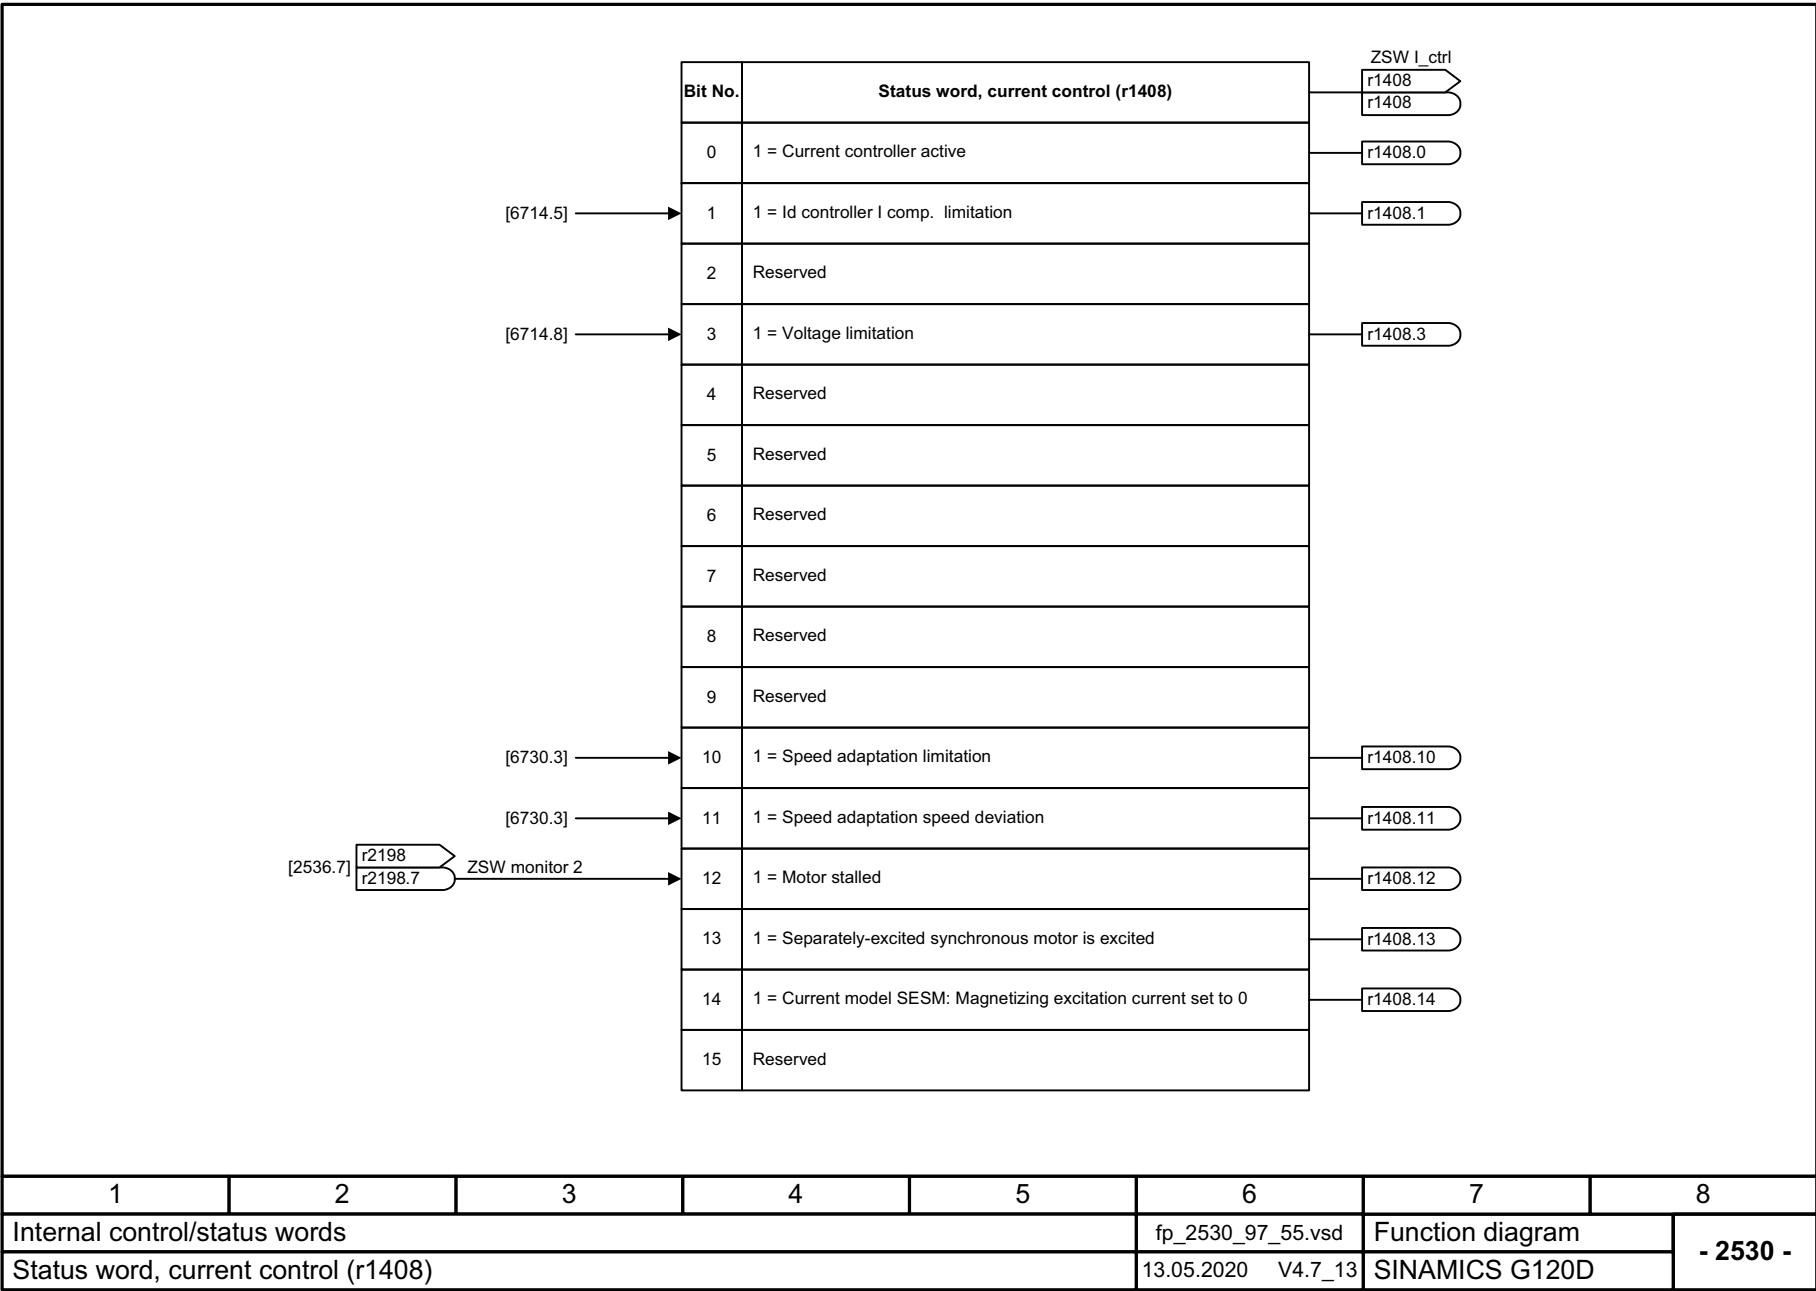 ZSW I_ctrl
Bit No. Status word, current control (r1408) r1408
r1408
0 1 = Current controller active r1408.0
[6714.5] 1 1 = Id controller I comp. limitation r1408.1
2 Reserved
[6714.8] 3 1 = Voltage limitation r1408.3
4 Reserved
5 Reserved
6 Reserved
7 Reserved
8 Reserved
9 Reserved
[6730.3] 10 1 = Speed adaptation limitation r1408.10
[6730.3] 11 1 = Speed adaptation speed deviation r1408.11
r2198
[2536.7] ZSW monitor 2
r2198.7 12 1 = Motor stalled r1408.12
13 1 = Separately-excited synchronous motor is excited r1408.13
14 1 = Current model SESM: Magnetizing excitation current set to 0 r1408.14
15 Reserved
1 2 3 4 5 6 7 8
Internal control/status words fp_2530_97_55.vsd Function diagram
- 2530 -
Status word, current control (r1408) 13.05.2020 V4.7_13 SINAMICS G120D